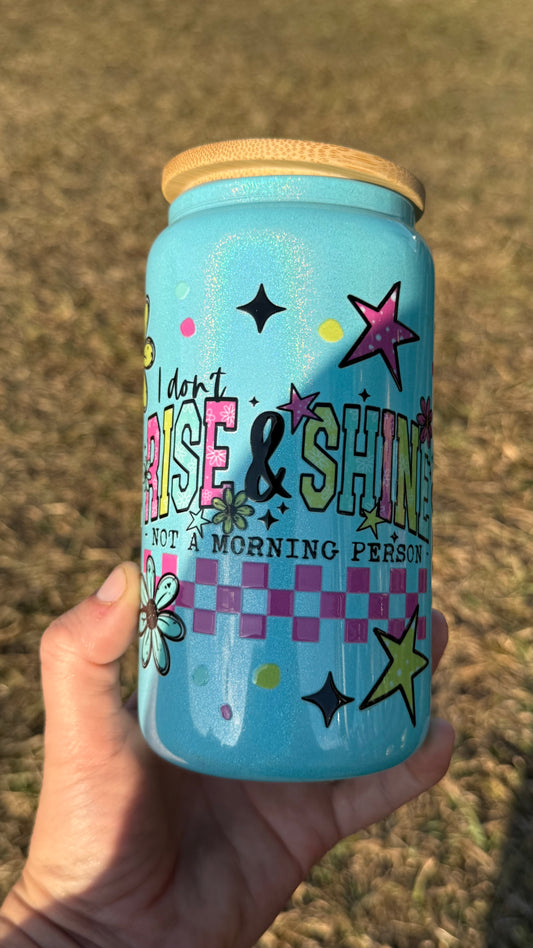 I don't
RISE & SHINE
- NOT A MORNING PERSON -